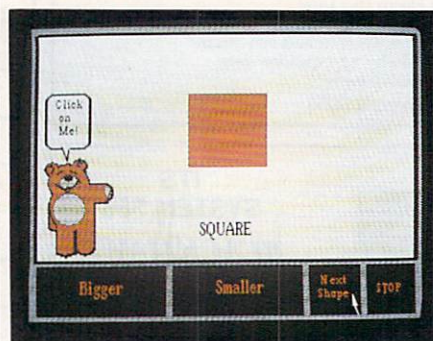 Click
on
Me!
SQUARE
Bigger
Smaller
Next
Shape
STOP